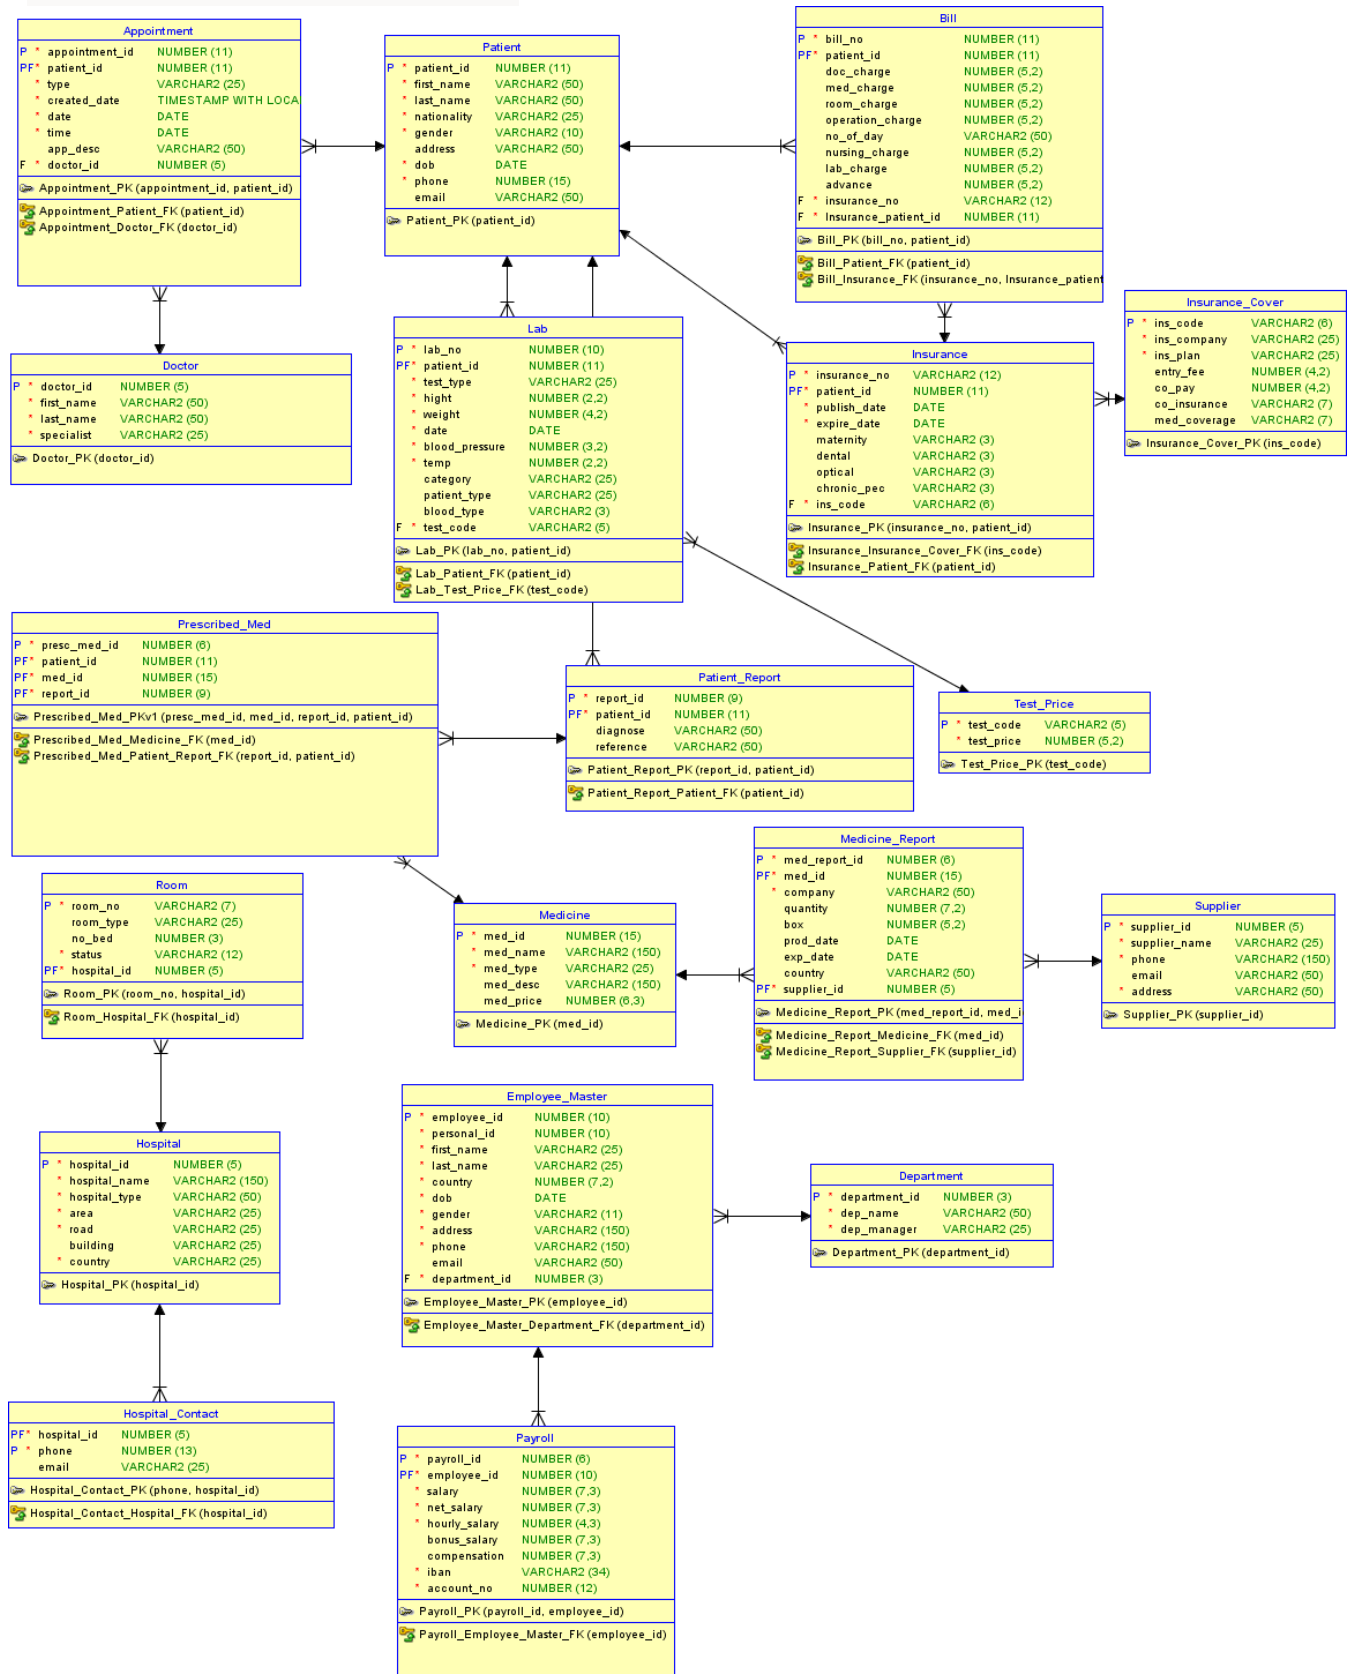 Appointment
P * appointment_id NUMBER (11)
PF* patient_id NUMBER (11)
* type VARCHAR2 (25)
* created_date TIMESTAMP WITH LOCA
* date DATE
* time DATE
app_desc VARCHAR2 (50)
F * doctor_id NUMBER (5)
Appointment_PK (appointment_id, patient_id)
Appointment_Patient_FK (patient_id)
Appointment_Doctor_FK (doctor_id)
Patient
P * patient_id NUMBER (11)
* first_name VARCHAR2 (50)
* last_name VARCHAR2 (50)
* nationality VARCHAR2 (25)
* gender VARCHAR2 (10)
address VARCHAR2 (50)
* dob DATE
* phone NUMBER (15)
email VARCHAR2 (50)
Patient_PK (patient_id)
Bill
P * bill_no NUMBER (11)
PF* patient_id NUMBER (11)
doc_charge NUMBER (5,2)
med_charge NUMBER (5,2)
room_charge NUMBER (5,2)
operation_charge NUMBER (5,2)
no_of_day VARCHAR2 (50)
nursing_charge NUMBER (5,2)
lab_charge NUMBER (5,2)
advance NUMBER (5,2)
F * insurance_no VARCHAR2 (12)
F * Insurance_patient_id NUMBER (11)
Bill_PK (bill_no, patient_id)
Bill_Patient_FK (patient_id)
Bill_Insurance_FK (insurance_no, Insurance_patient
Insurance_Cover
P * ins_code VARCHAR2 (6)
* ins_company VARCHAR2 (25)
* ins_plan VARCHAR2 (25)
entry_fee NUMBER (4,2)
co_pay NUMBER (4,2)
co_insurance VARCHAR2 (7)
med_coverage VARCHAR2 (7)
Insurance_Cover_PK (ins_code)
Doctor
P * doctor_id NUMBER (5)
* first_name VARCHAR2 (50)
* last_name VARCHAR2 (50)
* specialist VARCHAR2 (25)
Doctor_PK (doctor_id)
Lab
P * lab_no NUMBER (10)
PF* patient_id NUMBER (11)
* test_type VARCHAR2 (25)
* hight NUMBER (2,2)
* weight NUMBER (4,2)
* date DATE
* blood_pressure NUMBER (3,2)
* temp NUMBER (2,2)
category VARCHAR2 (25)
patient_type VARCHAR2 (25)
blood_type VARCHAR2 (3)
F * test_code VARCHAR2 (5)
Lab_PK (lab_no, patient_id)
Lab_Patient_FK (patient_id)
Lab_Test_Price_FK (test_code)
Insurance
P * insurance_no VARCHAR2 (12)
PF* patient_id NUMBER (11)
* publish_date DATE
* expire_date DATE
maternity VARCHAR2 (3)
dental VARCHAR2 (3)
optical VARCHAR2 (3)
chronic_pec VARCHAR2 (3)
F * ins_code VARCHAR2 (6)
Insurance_PK (insurance_no, patient_id)
Insurance_Insurance_Cover_FK (ins_code)
Insurance_Patient_FK (patient_id)
Prescribed_Med
P * presc_med_id NUMBER (6)
PF* patient_id NUMBER (11)
PF* med_id NUMBER (15)
PF* report_id NUMBER (9)
Prescribed_Med_PKv1 (presc_med_id, med_id, report_id, patient_id)
Prescribed_Med_Medicine_FK (med_id)
Prescribed_Med_Patient_Report_FK (report_id, patient_id)
Patient_Report
P * report_id NUMBER (9)
PF* patient_id NUMBER (11)
diagnose VARCHAR2 (50)
reference VARCHAR2 (50)
Patient_Report_PK (report_id, patient_id)
Patient_Report_Patient_FK (patient_id)
Test_Price
P * test_code VARCHAR2 (5)
* test_price NUMBER (5,2)
Test_Price_PK (test_code)
Room
P * room_no VARCHAR2 (7)
room_type VARCHAR2 (25)
no_bed NUMBER (3)
* status VARCHAR2 (12)
PF* hospital_id NUMBER (5)
Room_PK (room_no, hospital_id)
Room_Hospital_FK (hospital_id)
Medicine
P * med_id NUMBER (15)
* med_name VARCHAR2 (150)
* med_type VARCHAR2 (25)
med_desc VARCHAR2 (150)
med_price NUMBER (6,3)
Medicine_PK (med_id)
Medicine_Report
P * med_report_id NUMBER (6)
PF* med_id NUMBER (15)
* company VARCHAR2 (50)
quantity NUMBER (7,2)
box NUMBER (5,2)
prod_date DATE
exp_date DATE
country VARCHAR2 (50)
PF* supplier_id NUMBER (5)
Medicine_Report_PK (med_report_id, med_i
Medicine_Report_Medicine_FK (med_id)
Medicine_Report_Supplier_FK (supplier_id)
Supplier
P * supplier_id NUMBER (5)
* supplier_name VARCHAR2 (25)
* phone VARCHAR2 (150)
email VARCHAR2 (50)
* address VARCHAR2 (50)
Supplier_PK (supplier_id)
Hospital
P * hospital_id NUMBER (5)
* hospital_name VARCHAR2 (150)
* hospital_type VARCHAR2 (50)
* area VARCHAR2 (25)
* road VARCHAR2 (25)
building VARCHAR2 (25)
* country VARCHAR2 (25)
Hospital_PK (hospital_id)
Employee_Master
P * employee_id NUMBER (10)
* personal_id NUMBER (10)
* first_name VARCHAR2 (25)
* last_name VARCHAR2 (25)
* country NUMBER (7,2)
* dob DATE
* gender VARCHAR2 (11)
* address VARCHAR2 (150)
* phone VARCHAR2 (150)
email VARCHAR2 (50)
F * department_id NUMBER (3)
Employee_Master_PK (employee_id)
Employee_Master_Department_FK (department_id)
Department
P * department_id NUMBER (3)
* dep_name VARCHAR2 (50)
* dep_manager VARCHAR2 (25)
Department_PK (department_id)
Hospital_Contact
PF* hospital_id NUMBER (5)
P * phone NUMBER (13)
email VARCHAR2 (25)
Hospital_Contact_PK (phone, hospital_id)
Hospital_Contact_Hospital_FK (hospital_id)
Payroll
P * payroll_id NUMBER (6)
PF* employee_id NUMBER (10)
* salary NUMBER (7,3)
* net_salary NUMBER (7,3)
* hourly_salary NUMBER (4,3)
bonus_salary NUMBER (7,3)
compensation NUMBER (7,3)
* iban VARCHAR2 (34)
* account_no NUMBER (12)
Payroll_PK (payroll_id, employee_id)
Payroll_Employee_Master_FK (employee_id)